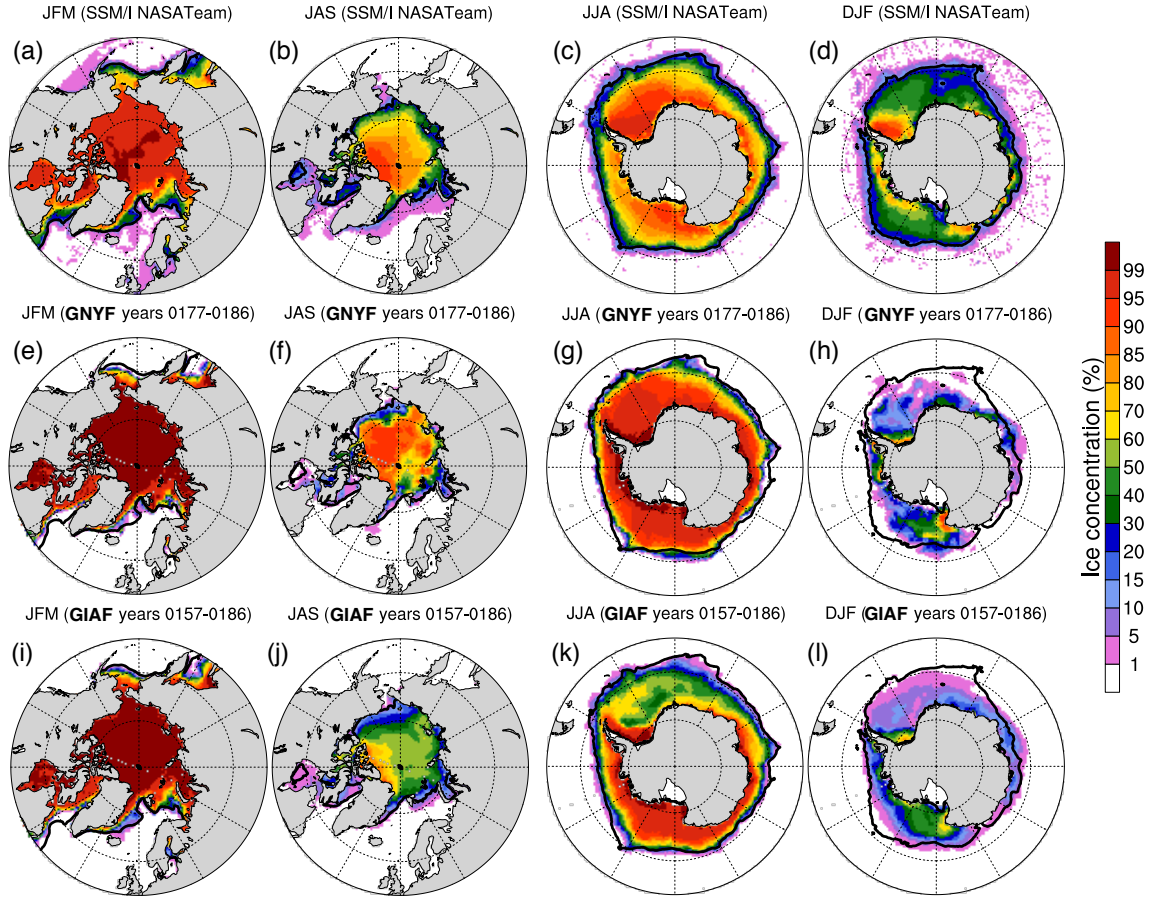 JFM (SSM/I NASATeam) JAS (SSM/I NASATeam) JJA (SSM/I NASATeam) DJF (SSM/I NASATeam)
(a) (b) (c) (d)
JFM (GNYF years 0177-0186) JAS (GNYF years 0177-0186) JJA (GNYF years 0177-0186) DJF (GNYF years 0177-0186)
(e) (f) (g) (h)
JFM (GIAF years 0157-0186) JAS (GIAF years 0157-0186) JJA (GIAF years 0157-0186) DJF (GIAF years 0157-0186)
(i) (j) (k) (l)
Ice concentration (%)
99
95
90
85
80
70
60
50
40
30
20
15
10
5
1